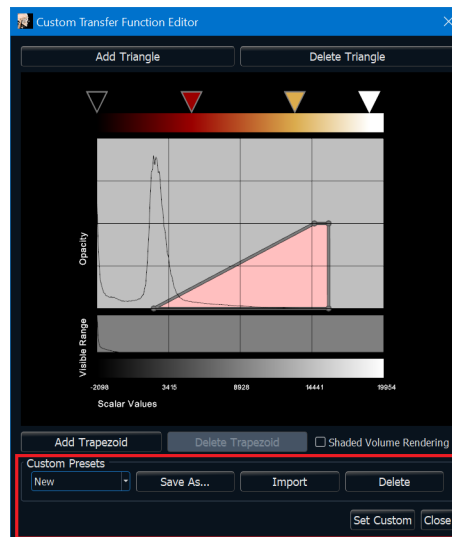 Custom Transfer Function Editor
Add Triangle Delete Triangle
Opacity
Visible Range
-2098 3415 8928 14441 19954
Scalar Values
Add Trapezoid Delete Trapezoid Shaded Volume Rendering
Custom Presets
New Save As... Import Delete
Set Custom Close